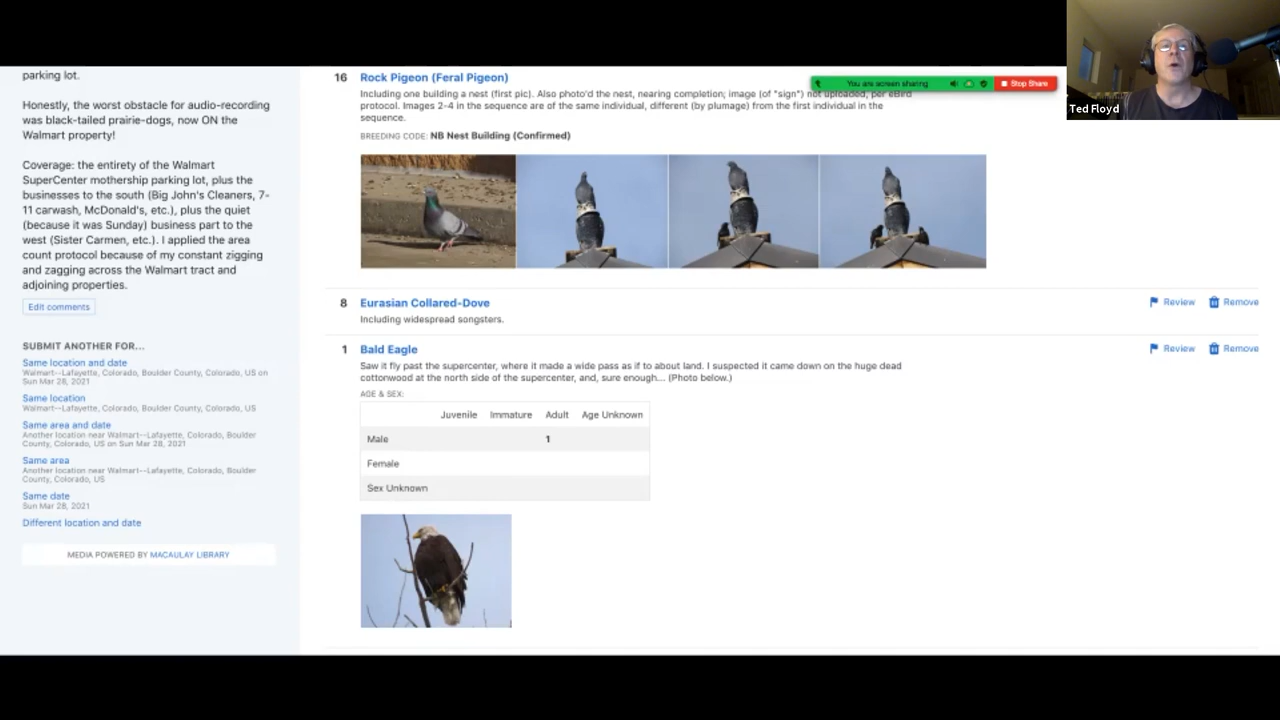 parking lot.
Honestly, the worst obstacle for audio-recording
was black-tailed prairie-dogs, now ON the
Walmart property!
Coverage: the entirety of the Walmart
SuperCenter mothership parking lot, plus the
businesses to the south (Big John's Cleaners, 7-
11 carwash, McDonald's, etc.), plus the quiet
(because it was Sunday) business part to the
west (Sister Carmen, etc.). I applied the area
count protocol because of my constant zigging
and zagging across the Walmart tract and
adjoining properties.
Edit comments
SUBMIT ANOTHER FOR...
Same location and date
Walmart--Lafayette, Colorado, Boulder County, Colorado, US on
Sun Mar 28, 2021
Same location
Walmart--Lafayette, Colorado, Boulder County, Colorado, US
Same area and date
Another location near Walmart--Lafayette, Colorado, Boulder
County, Colorado, US on Sun Mar 28, 2021
Same area
Another location near Walmart--Lafayette, Colorado, Boulder
County, Colorado, US
Same date
Sun Mar 28, 2021
Different location and date
MEDIA POWERED BY MACAULAY LIBRARY
16 Rock Pigeon (Feral Pigeon)
Including one building a nest (first pic). Also photo'd the nest, nearing completion; image (of "sign") not uploaded, per eBird
protocol. Images 2-4 in the sequence are of the same individual, different (by plumage) from the first individual in the
sequence.
BREEDING CODE: NB Nest Building (Confirmed)
You are screen sharing
Stop Share
Ted Floyd
8 Eurasian Collared-Dove
Review Remove
Including widespread songsters.
1 Bald Eagle
Review Remove
Saw it fly past the supercenter, where it made a wide pass as if to about land. I suspected it came down on the huge dead
cottonwood at the north side of the supercenter, and, sure enough... (Photo below.)
AGE & SEX:
Juvenile Immature Adult Age Unknown
Male 1
Female
Sex Unknown